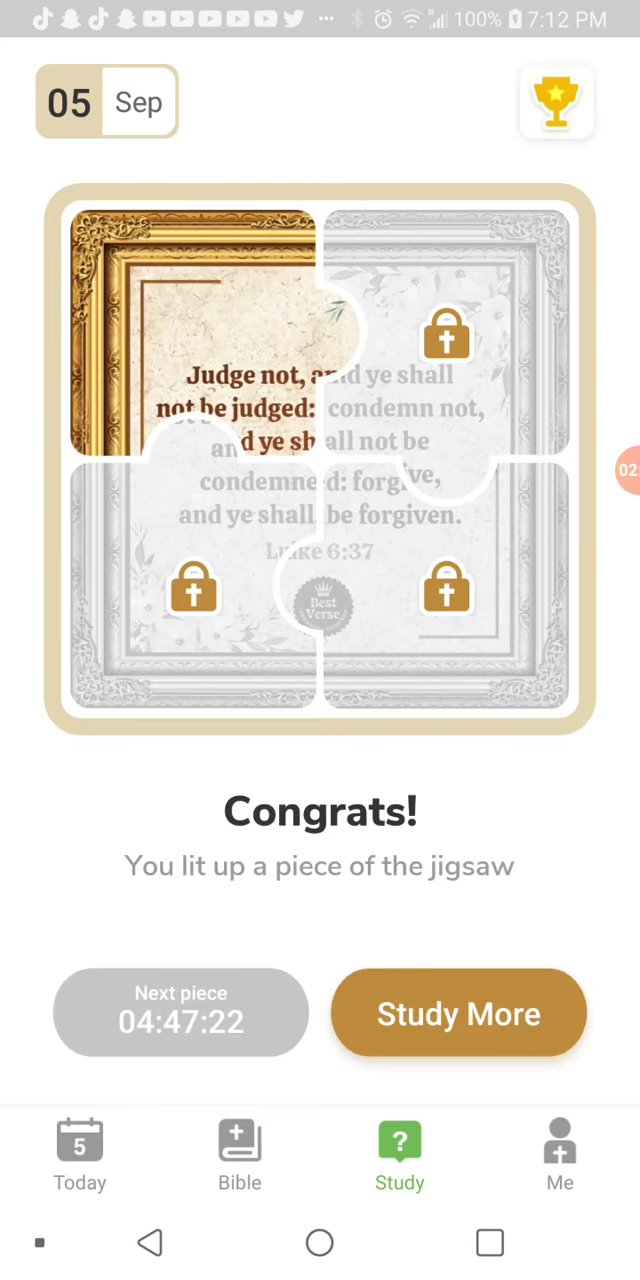 100% 7:12 PM
05 Sep
Judge not, and ye shall
not be judged: condemn not,
and ye shall not be
condemned: forgive,
and ye shall be forgiven.
Luke 6:37
Best
Verse
02:
Congrats!
You lit up a piece of the jigsaw
Next piece
04:47:22
Study More
5
?
Today Bible Study Me